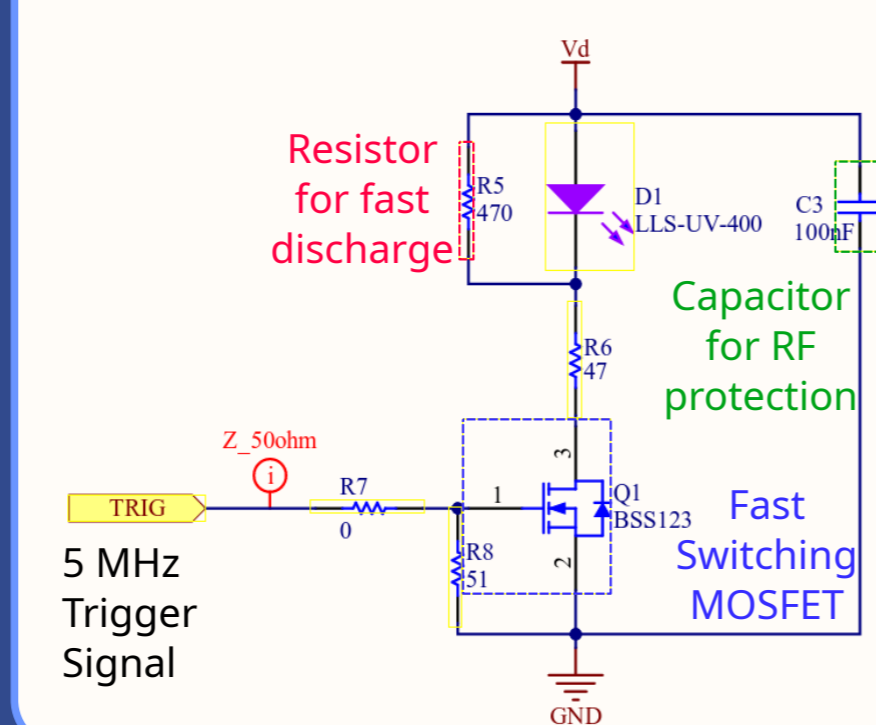 Vd
Resistor
for fast
discharge
R5
470
D1
LLS-UV-400
C3
100nF
Capacitor
for RF
protection
R6
47
Z_50ohm
i
TRIG
R7
0
1
3
2
Q1
BSS123
R8
51
Fast
Switching
MOSFET
5 MHz
Trigger
Signal
GND